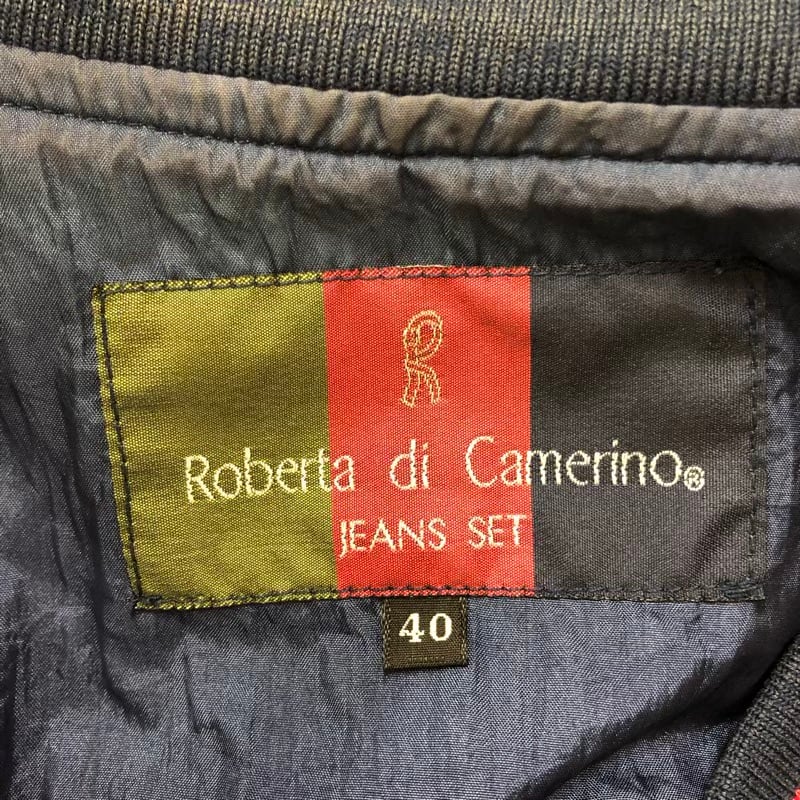 R
Roberta di Camerino®
JEANS SET
40